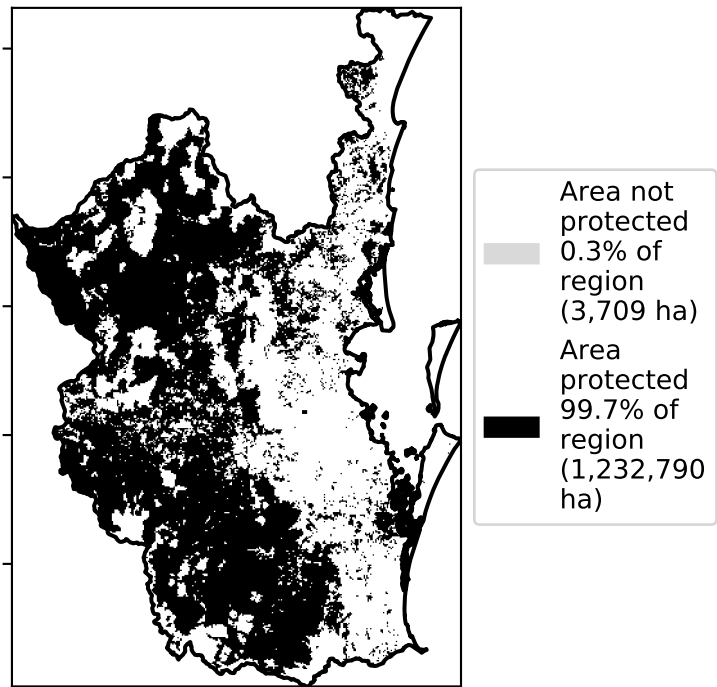 Area not
protected
0.3% of
region
(3,709 ha)
Area
protected
99.7% of
region
(1,232,790
ha)